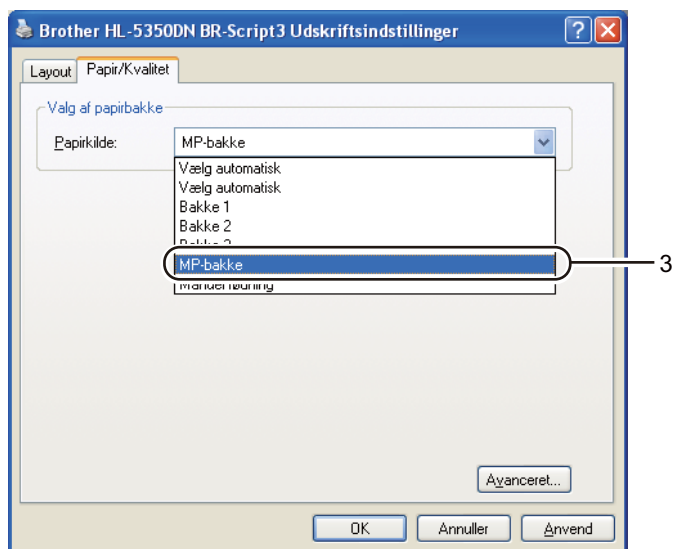 Brother HL-5350DN BR-Script3 Udskriftsindstillinger
Layout Papir/Kvalitet
Valg af papirbakke
Papirkilde: MP-bakke
Vælg automatisk
Vælg automatisk
Bakke 1
Bakke 2
MP-bakke
3
Avanceret...
OK Annuller Anvend